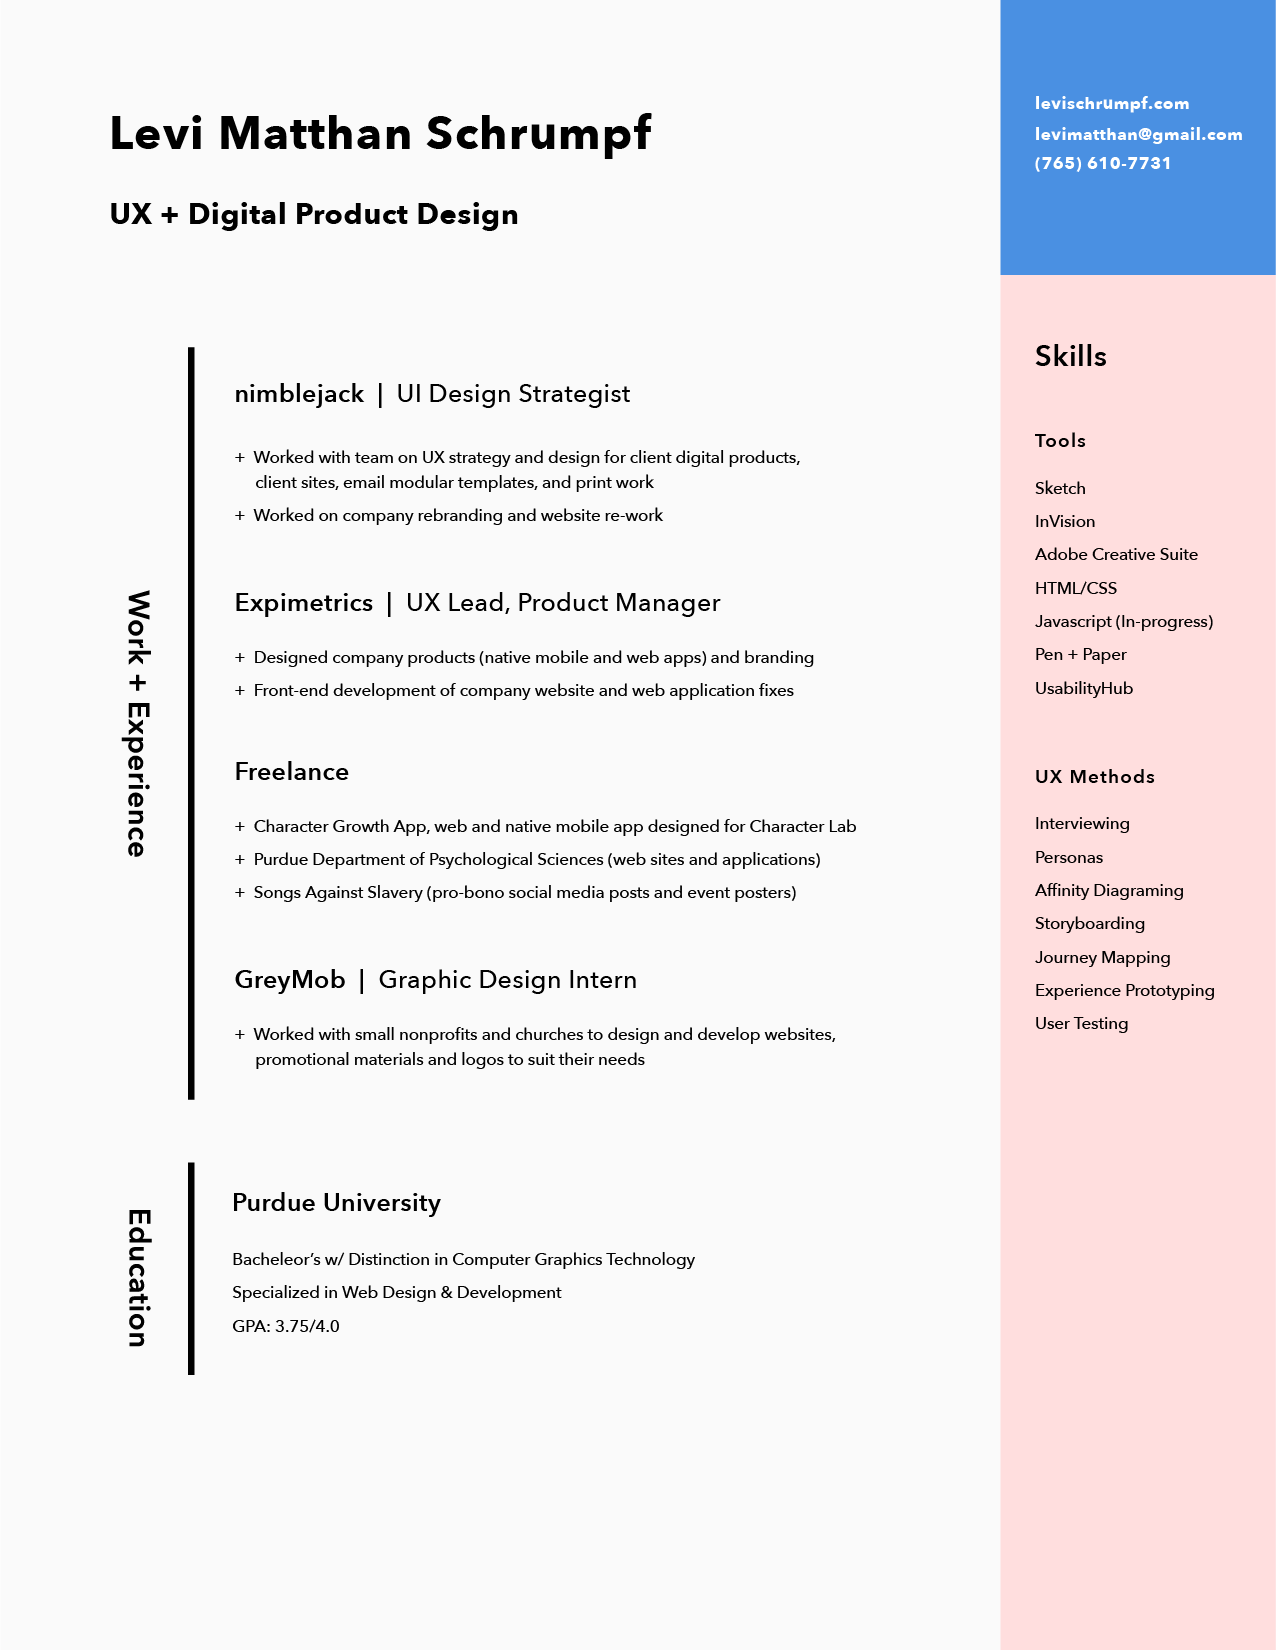 Levi Matthan Schrumpf
UX + Digital Product Design
levischrumpf.com
levimatthan@gmail.com
(765) 610-7731
Work + Experience
nimblejack | UI Design Strategist
+ Worked with team on UX strategy and design for client digital products,
client sites, email modular templates, and print work
+ Worked on company rebranding and website re-work
Expimetrics | UX Lead, Product Manager
+ Designed company products (native mobile and web apps) and branding
+ Front-end development of company website and web application fixes
Freelance
+ Character Growth App, web and native mobile app designed for Character Lab
+ Purdue Department of Psychological Sciences (web sites and applications)
+ Songs Against Slavery (pro-bono social media posts and event posters)
GreyMob | Graphic Design Intern
+ Worked with small nonprofits and churches to design and develop websites,
promotional materials and logos to suit their needs
Education
Purdue University
Bacheleor’s w/ Distinction in Computer Graphics Technology
Specialized in Web Design & Development
GPA: 3.75/4.0
Skills
Tools
Sketch
InVision
Adobe Creative Suite
HTML/CSS
Javascript (In-progress)
Pen + Paper
UsabilityHub
UX Methods
Interviewing
Personas
Affinity Diagraming
Storyboarding
Journey Mapping
Experience Prototyping
User Testing